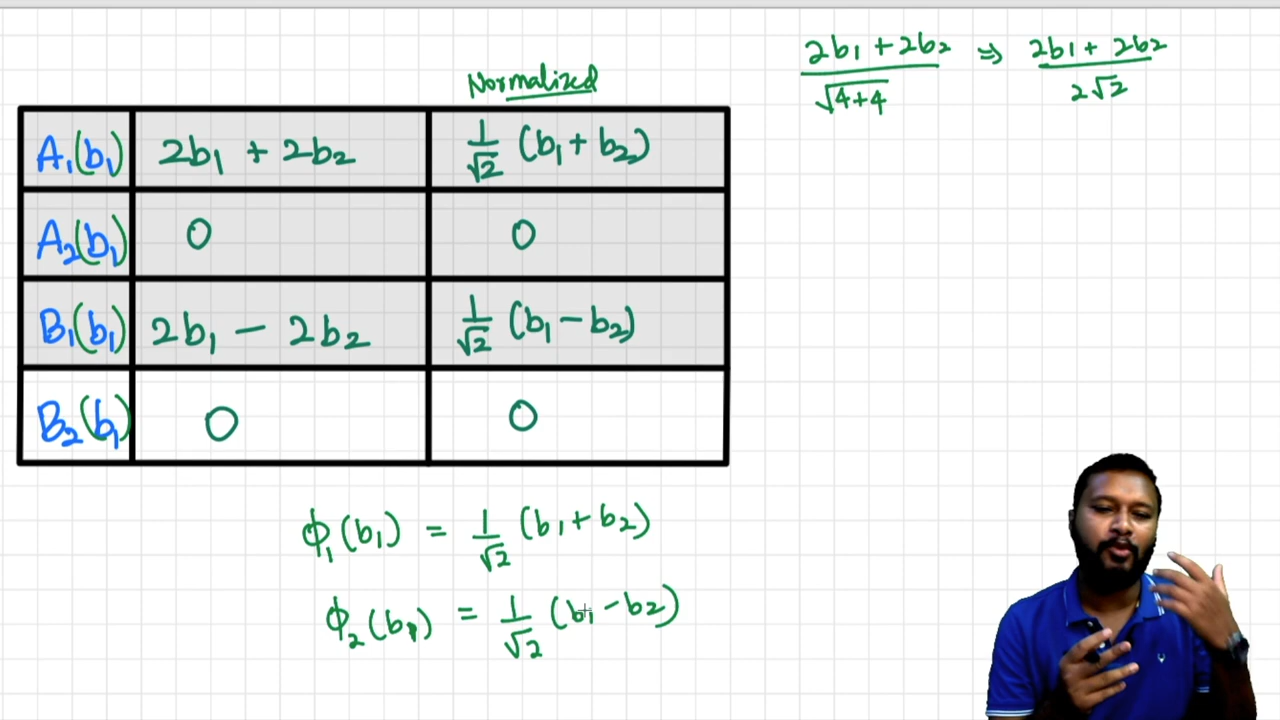 2b₁ + 2b₂ / √4+4 ⇒ 2b₁ + 2b₂ / 2√2
Normalized
A₁(b₁) 2b₁ + 2b₂ 1/√2 (b₁ + b₂)
A₂(b₁) 0 0
B₁(b₁) 2b₁ − 2b₂ 1/√2 (b₁ − b₂)
B₂(b₁) 0 0
ϕ₁(b₁) = 1/√2 (b₁ + b₂)
ϕ₂(b₁) = 1/√2 (b₁ − b₂)